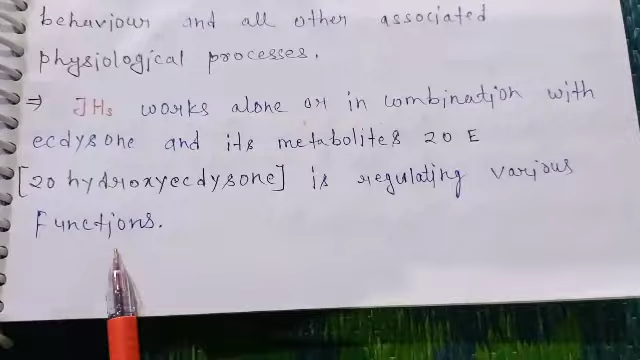 behaviour and all other associated
physiological processes.
⇒ JHs works alone or in combination with
ecdysone and its metabolites 20 E
[20 hydroxyecdysone] is regulating various
Functions.